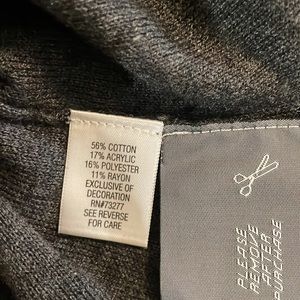 56% COTTON
17% ACRYLIC
16% POLYESTER
11% RAYON
EXCLUSIVE OF
DECORATION
RN#73277
SEE REVERSE
FOR CARE
PLEASE
REMOVE
AFTER
PURCHASE